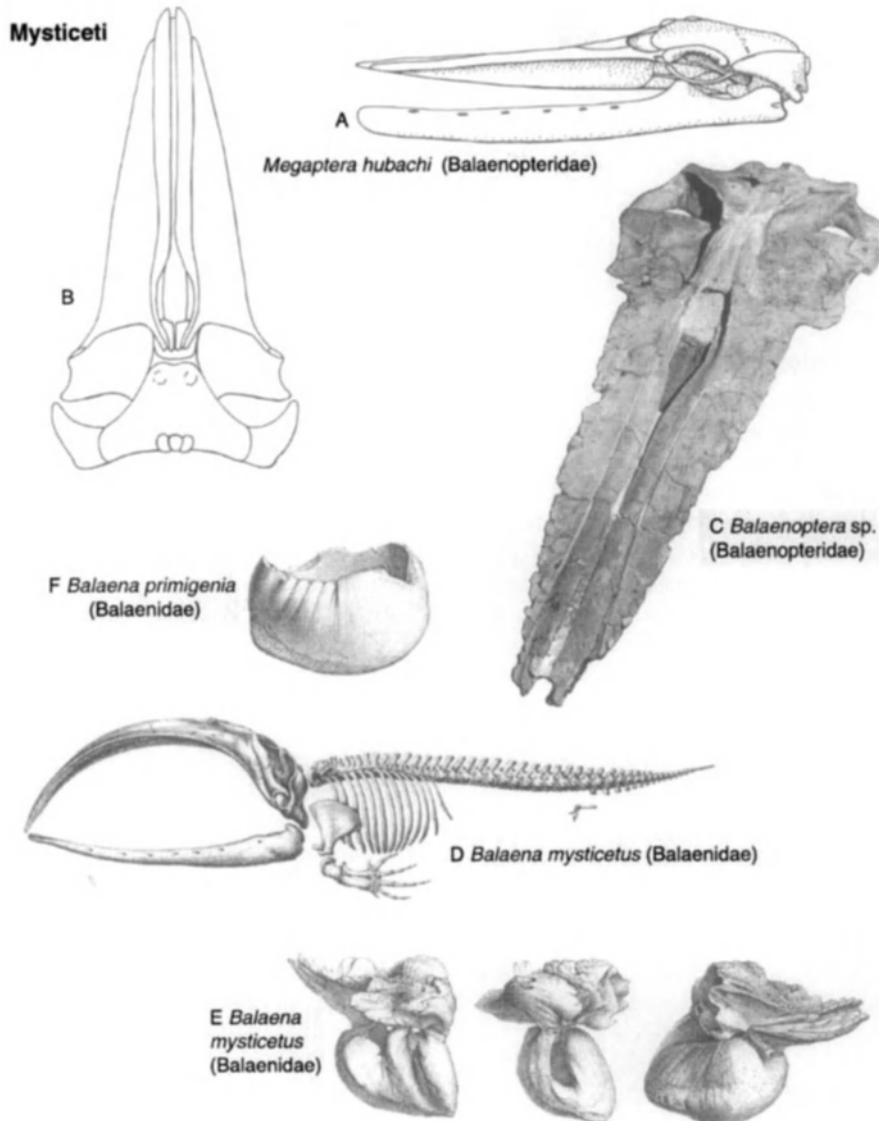 Mysticeti
A
Megaptera hubachi (Balaenopteridae)
B
C Balaenoptera sp.
(Balaenopteridae)
F Balaena primigenia
(Balaenidae)
D Balaena mysticetus (Balaenidae)
E Balaena
mysticetus
(Balaenidae)